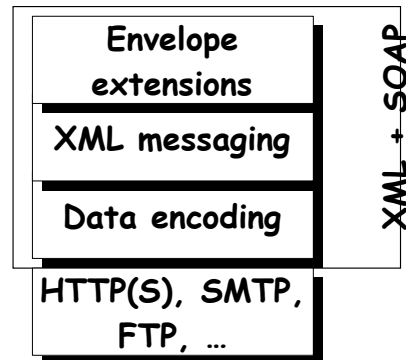 Envelope
extensions
XML messaging
Data encoding
HTTP(S), SMTP,
FTP, …
XML + SOAP